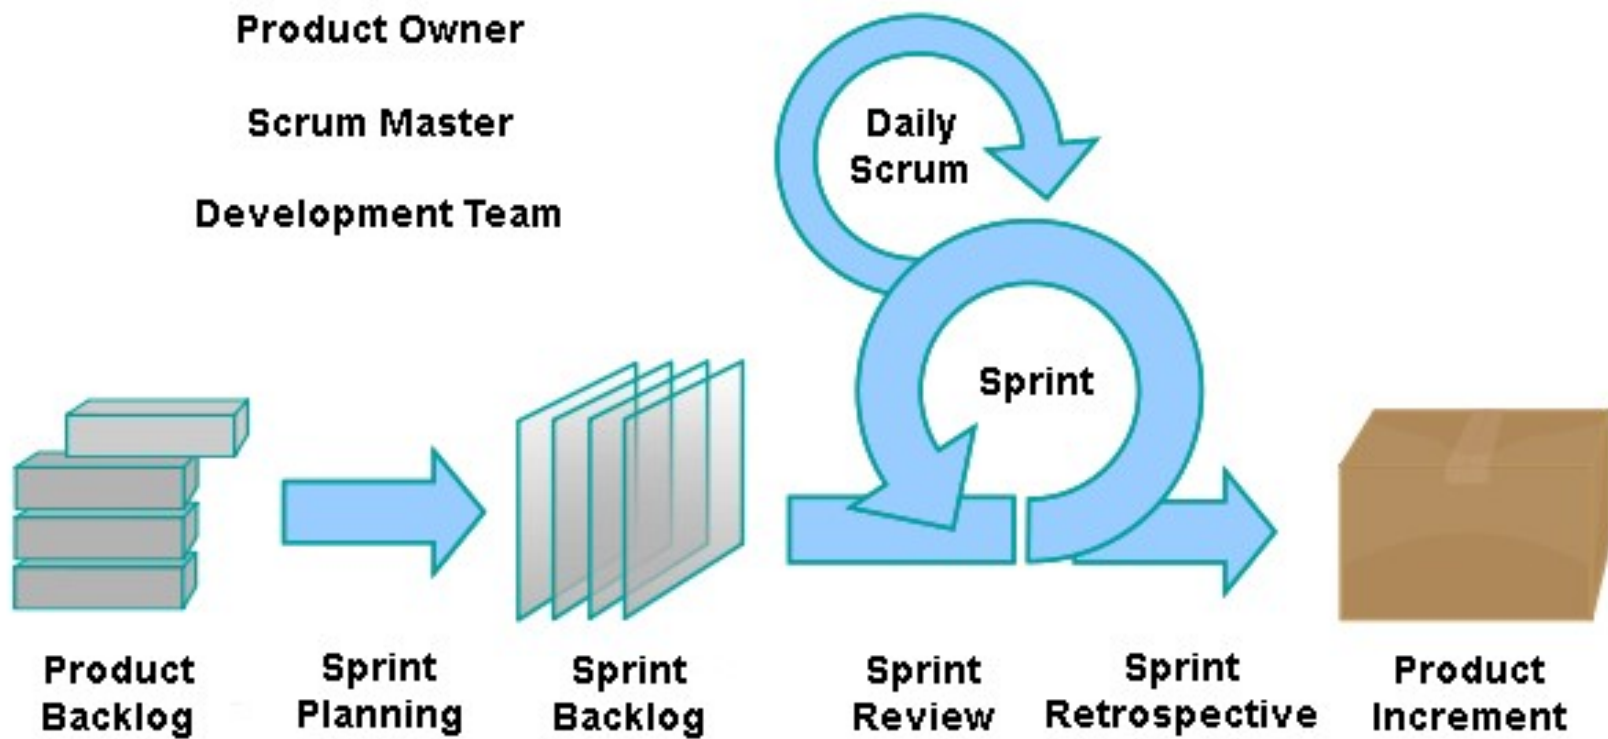 Product Owner
Scrum Master
Development Team
Daily
Scrum
Sprint
Product
Backlog
Sprint
Planning
Sprint
Backlog
Sprint
Review
Sprint
Retrospective
Product
Increment